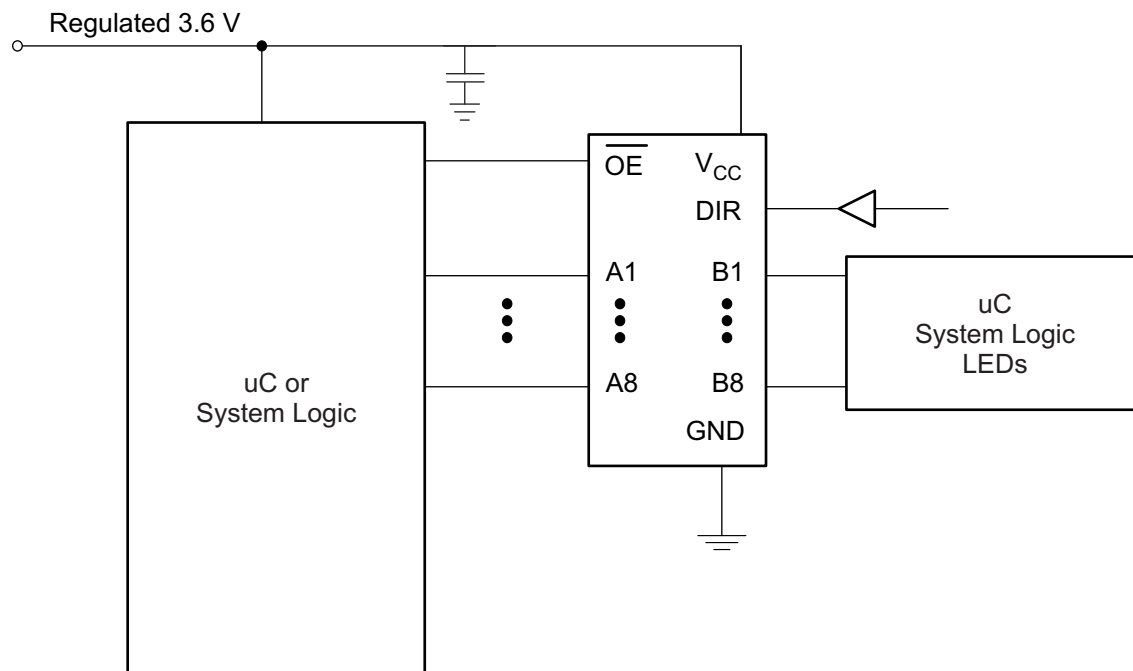 Regulated 3.6 V
OE VCC
DIR
A1 B1
A8 B8
GND
uC or
System Logic
uC
System Logic
LEDs